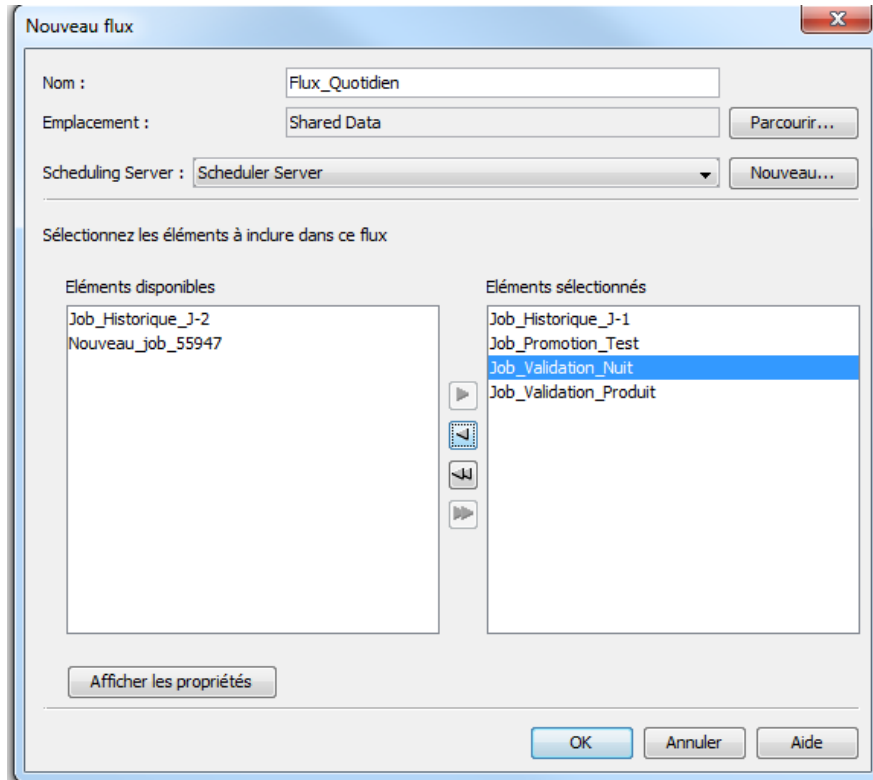 Nouveau flux
Nom :
Flux_Quotidien
Emplacement :
Shared Data
Parcourir...
Scheduling Server :
Scheduler Server
Nouveau...
Sélectionnez les éléments à inclure dans ce flux
Eléments disponibles
Job_Historique_J-2
Nouveau_job_55947
Eléments sélectionnés
Job_Historique_J-1
Job_Promotion_Test
Job_Validation_Nuit
Job_Validation_Produit
Afficher les propriétés
OK
Annuler
Aide